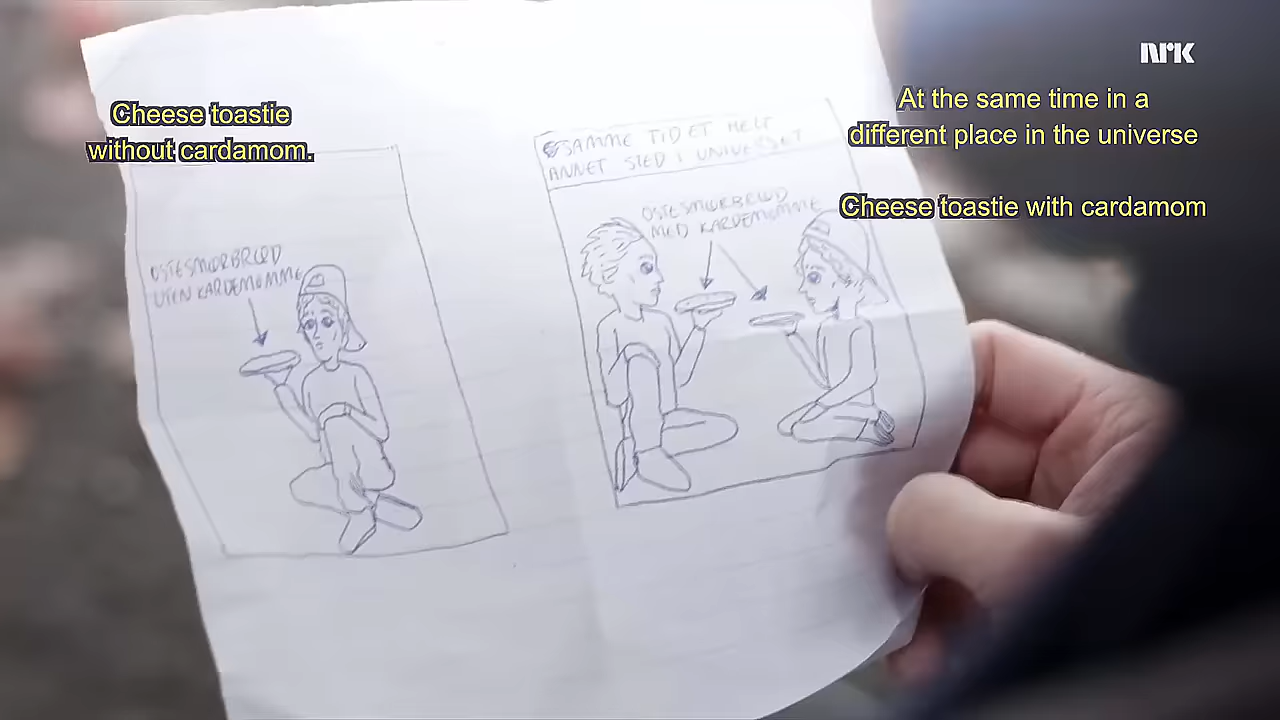 nrk
Cheese toastie
without cardamom.
At the same time in a
different place in the universe
Cheese toastie with cardamom
SAMME TID ET HELT
ANNET STED I UNIVERSET
OSTESMØRBRØD
UTEN KARDEMOMME
OSTESMØRBRØD
MED KARDEMOMME